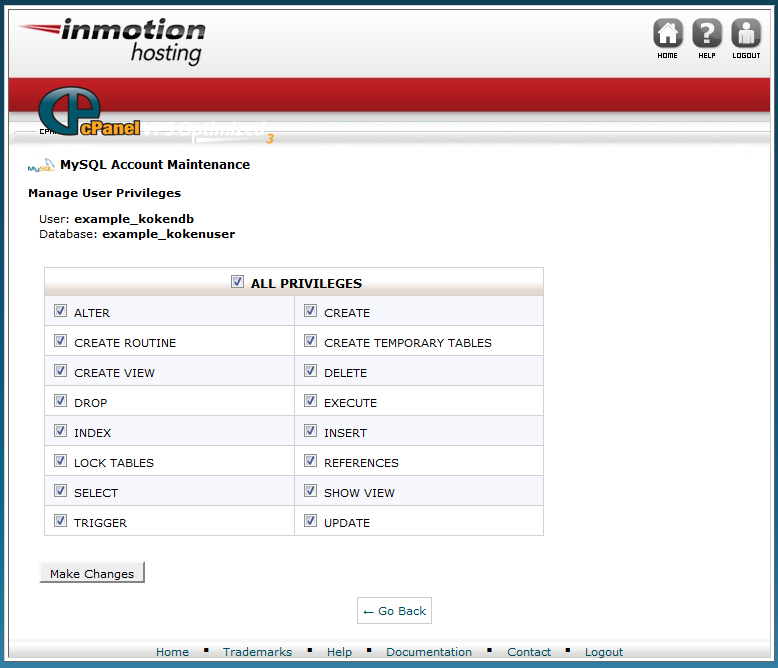 inmotion
hosting
HOME HELP LOGOUT
cPanel VPS Optimized 3
MySQL MySQL Account Maintenance
Manage User Privileges
User: example_kokendb
Database: example_kokenuser
ALL PRIVILEGES
ALTER CREATE
CREATE ROUTINE CREATE TEMPORARY TABLES
CREATE VIEW DELETE
DROP EXECUTE
INDEX INSERT
LOCK TABLES REFERENCES
SELECT SHOW VIEW
TRIGGER UPDATE
Make Changes
← Go Back
Home ▪ Trademarks ▪ Help ▪ Documentation ▪ Contact ▪ Logout